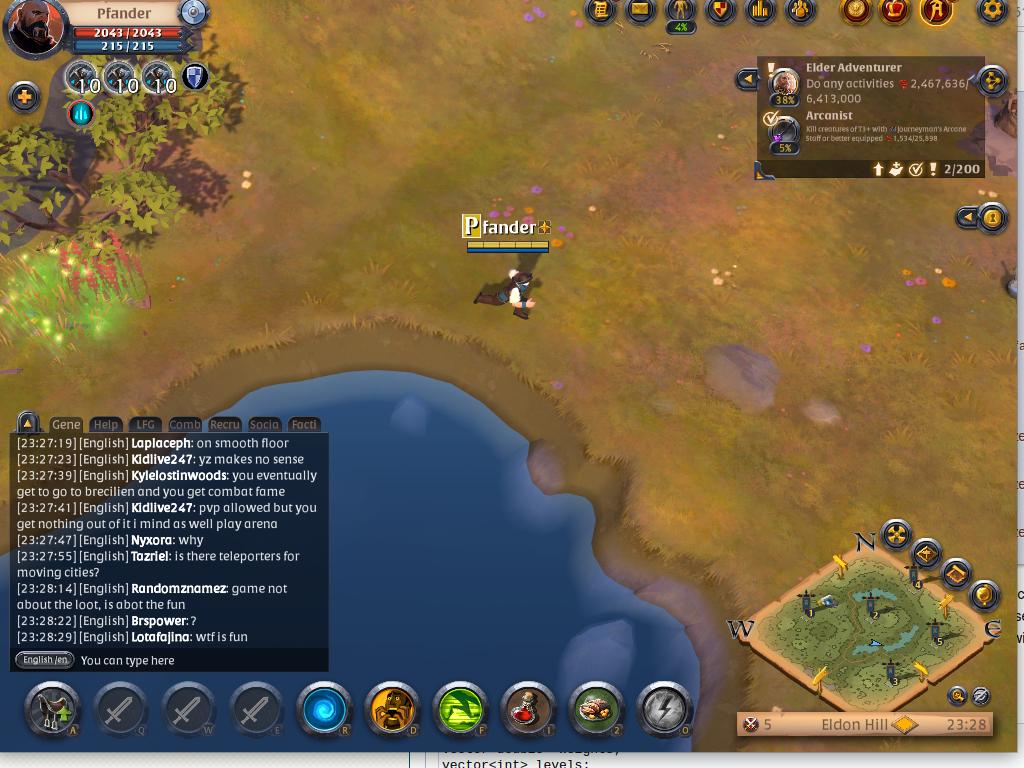 Pfander
2043 / 2043
215 / 215
10 10 10
4%
Elder Adventurer
Do any activities 2,467,636/
6,413,000
38%
Arcanist
Kill creatures of T3+ with Journeyman's Arcane
Staff or better equipped 1,534/25,898
5%
2/200
Pfander
Gene Help LFG Comb Recru Socia Facti
[23:27:19] [English] Laplaceph: on smooth floor
[23:27:23] [English] Kidlive247: yz makes no sense
[23:27:39] [English] Kylelostinwoods: you eventually
get to go to brecilien and you get combat fame
[23:27:41] [English] Kidlive247: pvp allowed but you
get nothing out of it i mind as well play arena
[23:27:47] [English] Nyxora: why
[23:27:55] [English] Tazriel: is there teleporters for
moving cities?
[23:28:14] [English] Randomznamez: game not
about the loot, is abot the fun
[23:28:22] [English] Brspower: ?
[23:28:29] [English] Lotafajina: wtf is fun
English /en You can type here
A Q W E R D F 1 2 O
N
W
E
1
2
3
4
5
5 Eldon Hill 23:28
vector<int> levels;